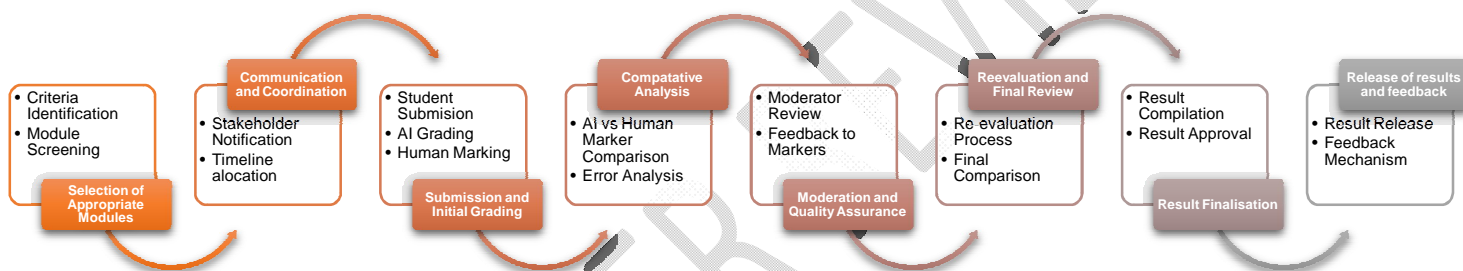 • Criteria
Identification
• Module
Screening
Selection of
Appropriate
Modules
Communication
and Coordination
• Stakeholder
Notification
• Timeline
alocation
• Student
Submision
• AI Grading
• Human Marking
Submission and
Initial Grading
Compatative
Analysis
• AI vs Human
Marker
Comparison
• Error Analysis
• Moderator
Review
• Feedback to
Markers
Moderation and
Quality Assurance
Reevaluation and
Final Review
• Re evaluation
Process
• Final
Comparison
• Result
Compilation
• Result Approval
Result Finalisation
Release of results
and feedback
• Result Release
• Feedback
Mechanism